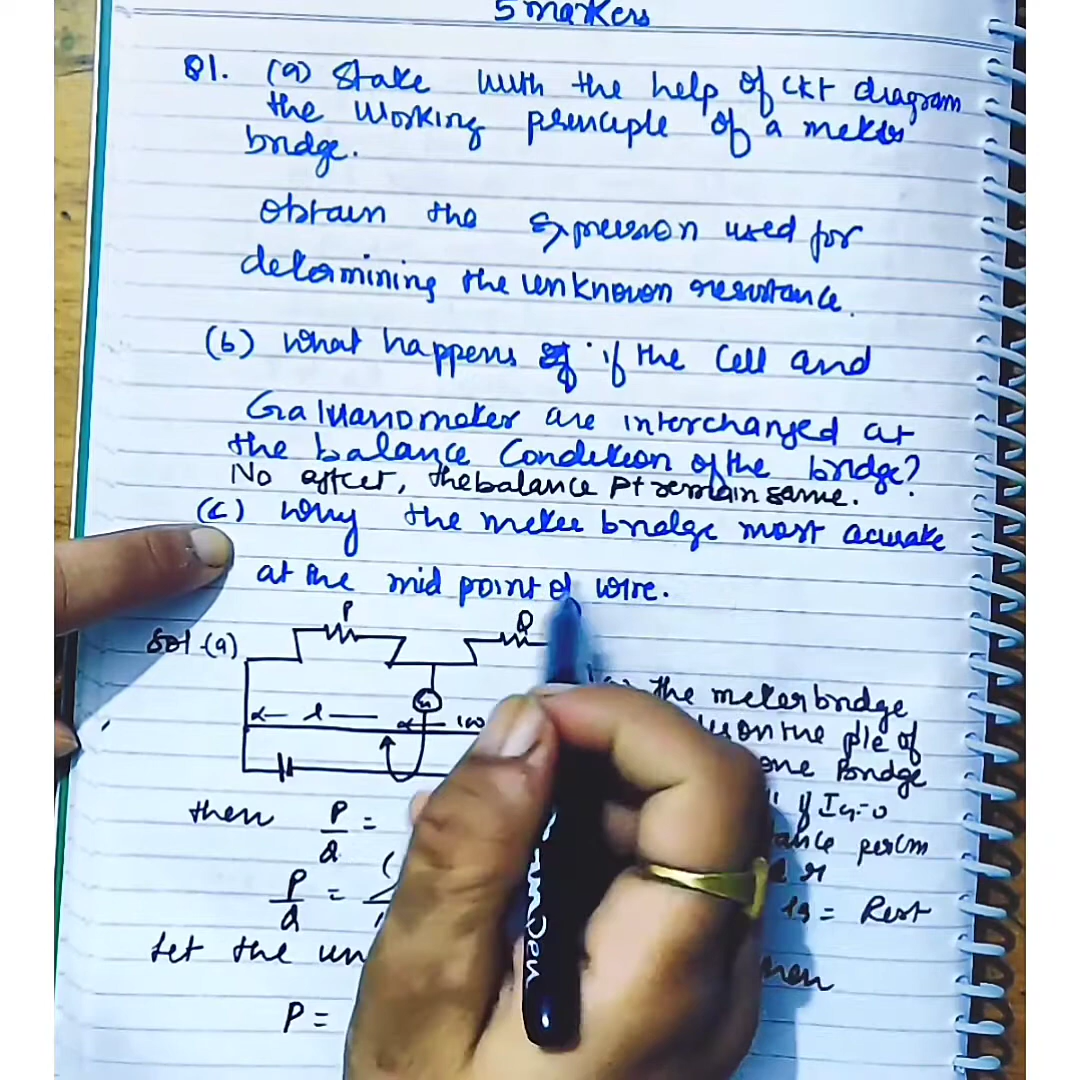 5 markers
Q1. (a) State with the help of ckt diagram
the working principle of a meter
bridge.
obtain the expression used for
determining the unknown resistance.
(b) what happens if the cell and
Galvanometer are interchanged at
the balance condition of the bridge?
No affect, the balance pt remain same.
(c) why the meter bridge most accurate
at the mid point of wire.
P Q
Sol-(a)
the meter bridge
G
l 100
on the ple of
Bridge
then P/Q = if IG=0
per cm
P/Q = r
= Rest
Let the un
P =